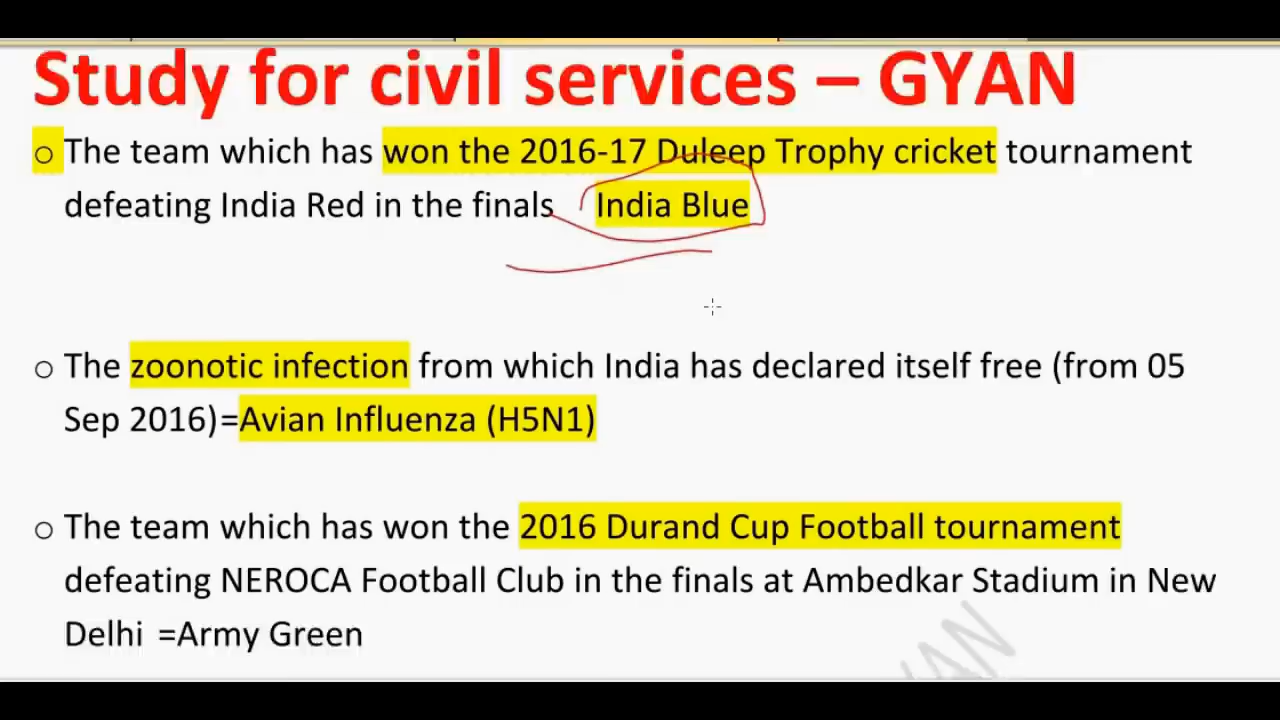 Study for civil services – GYAN
o The team which has won the 2016-17 Duleep Trophy cricket tournament
defeating India Red in the finals India Blue
o The zoonotic infection from which India has declared itself free (from 05
Sep 2016)=Avian Influenza (H5N1)
o The team which has won the 2016 Durand Cup Football tournament
defeating NEROCA Football Club in the finals at Ambedkar Stadium in New
Delhi =Army Green